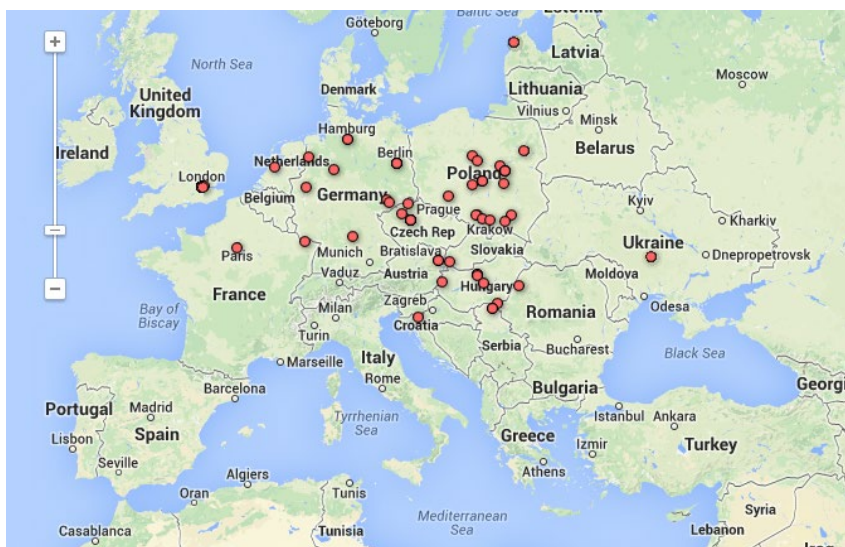 Baltic Sea
Estonia
Göteborg
+
North Sea
Latvia
Moscow
Denmark
Lithuania
United
Kingdom
Vilnius
Minsk
Hamburg
Ireland
Netherlands
Berlin
Belarus
London
Poland
Belgium
Germany
Prague
Kyiv
Kharkiv
Czech Rep
Krakow
Paris
Munich
Bratislava
Slovakia
Ukraine
Dnepropetrovsk
−
Vaduz
Austria
Hungary
Moldova
France
Zagreb
Odesa
Bay of
Biscay
Milan
Croatia
Romania
Turin
Serbia
Bucharest
Marseille
Italy
Black Sea
Barcelona
Rome
Bulgaria
Georgi
Portugal
Madrid
Istanbul
Ankara
Lisbon
Spain
Tyrrhenian
Sea
Greece
Izmir
Turkey
Seville
Athens
Algiers
Oran
Tunis
Mediterranean
Sea
Syria
Casablanca
Tunisia
Lebanon